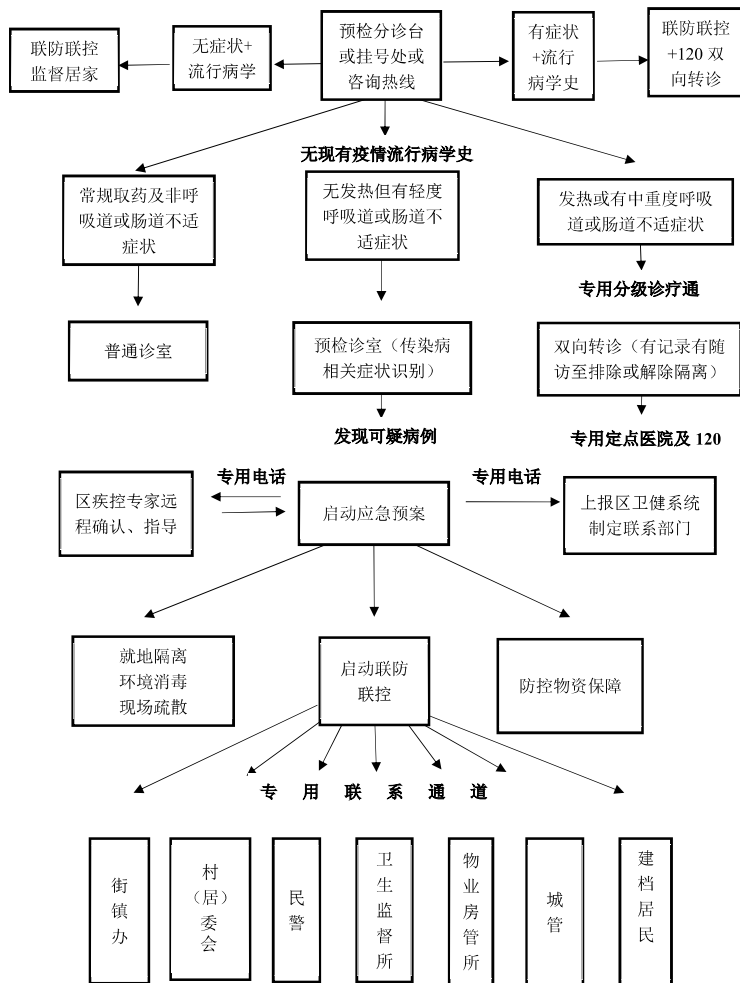 联防联控
监督居家
无症状+
流行病学
预检分诊台
或挂号处或
咨询热线
有症状
+流行
病学史
联防联控
+120 双
向转诊
无现有疫情流行病学史
常规取药及非呼
吸道或肠道不适
症状
无发热但有轻度
呼吸道或肠道不
适症状
发热或有中重度呼吸
道或肠道不适症状
专用分级诊疗通
普通诊室
预检诊室（传染病
相关症状识别）
双向转诊（有记录有随
访至排除或解除隔离）
发现可疑病例
专用定点医院及 120
专用电话
专用电话
区疾控专家远
程确认、指导
启动应急预案
上报区卫健系统
制定联系部门
就地隔离
环境消毒
现场疏散
启动联防
联控
防控物资保障
专用联系通道
街镇办
村（居）委会
民警
卫生监督所
物业房管所
城管
建档居民